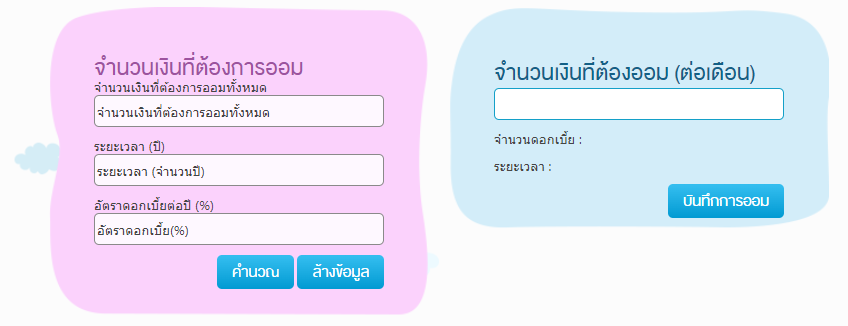 จำนวนเงินที่ต้องการออม
จำนวนเงินที่ต้องการออมทั้งหมด
จำนวนเงินที่ต้องการออมทั้งหมด
ระยะเวลา (ปี)
ระยะเวลา (จำนวนปี)
อัตราดอกเบี้ยต่อปี (%)
อัตราดอกเบี้ย(%)
คำนวณ ล้างข้อมูล
จำนวนเงินที่ต้องออม (ต่อเดือน)
จำนวนดอกเบี้ย :
ระยะเวลา :
บันทึกการออม